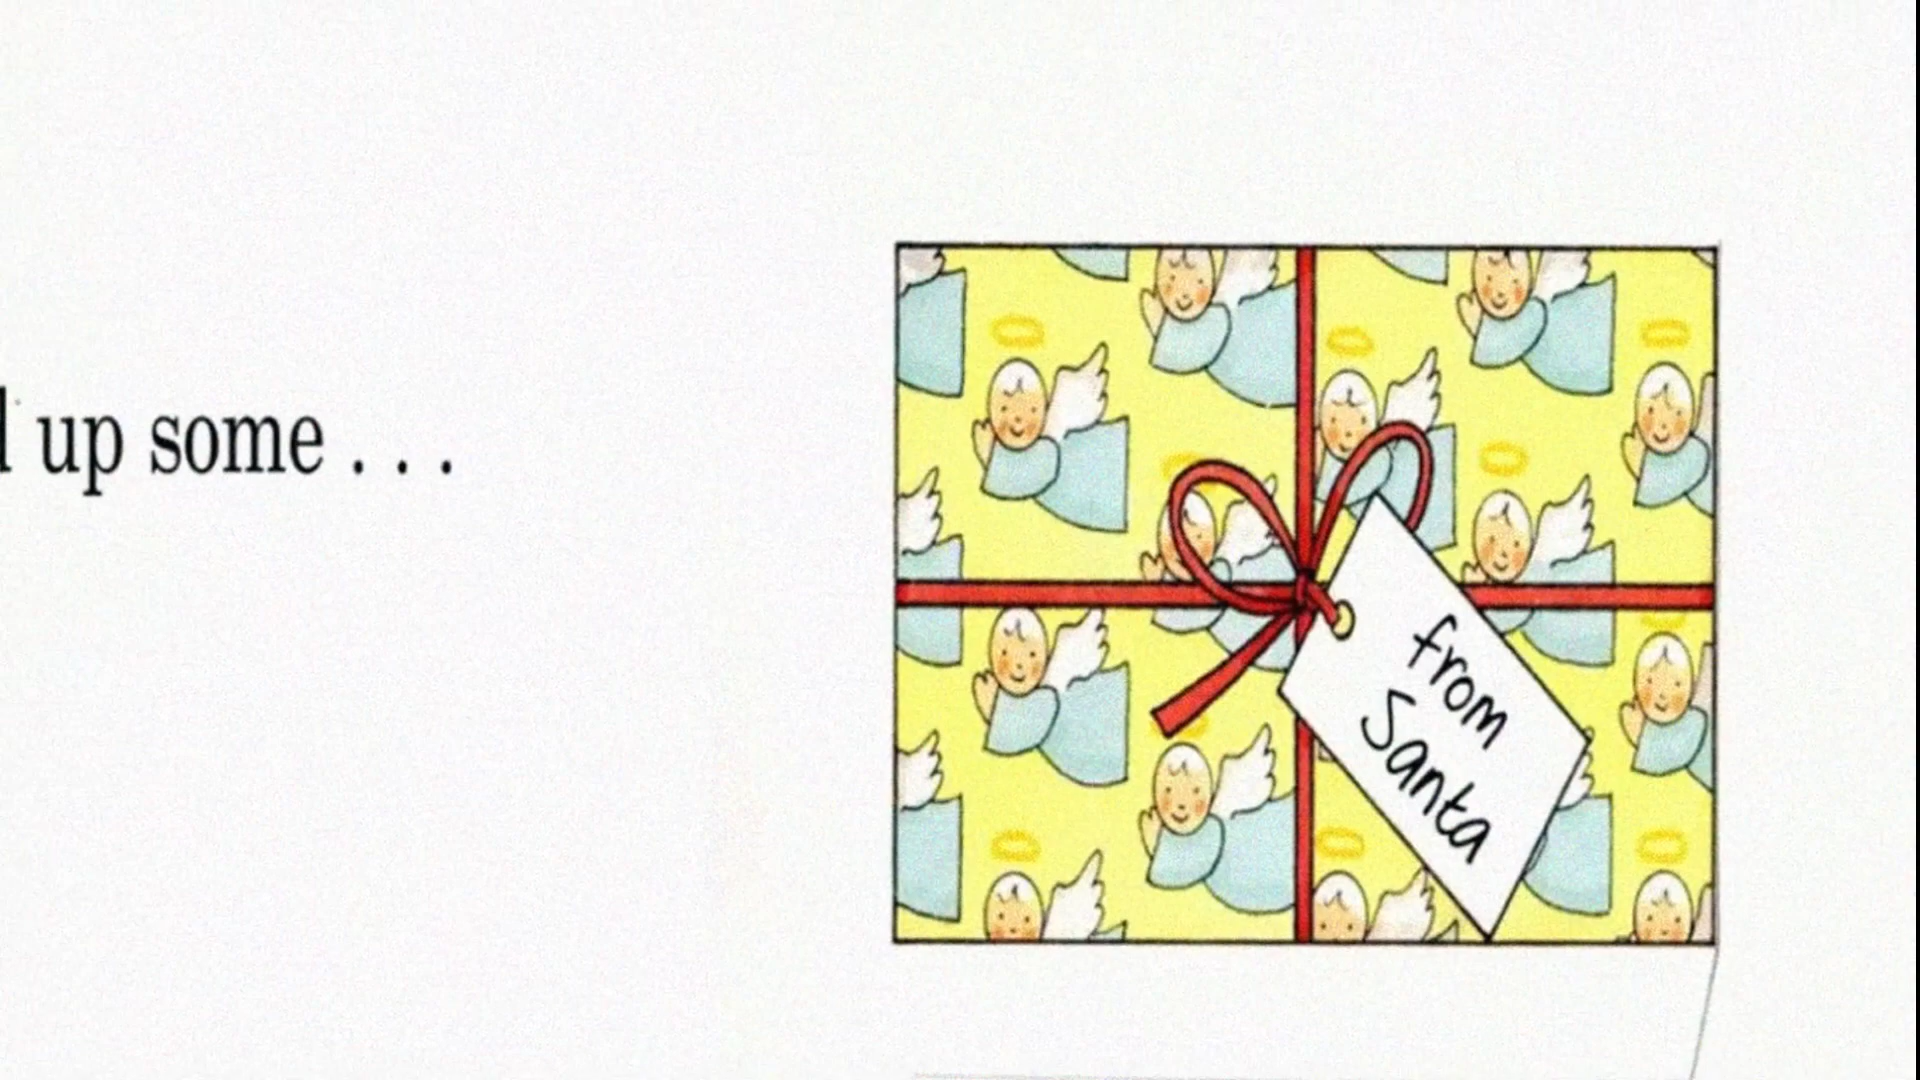 up some . . .
from
Santa